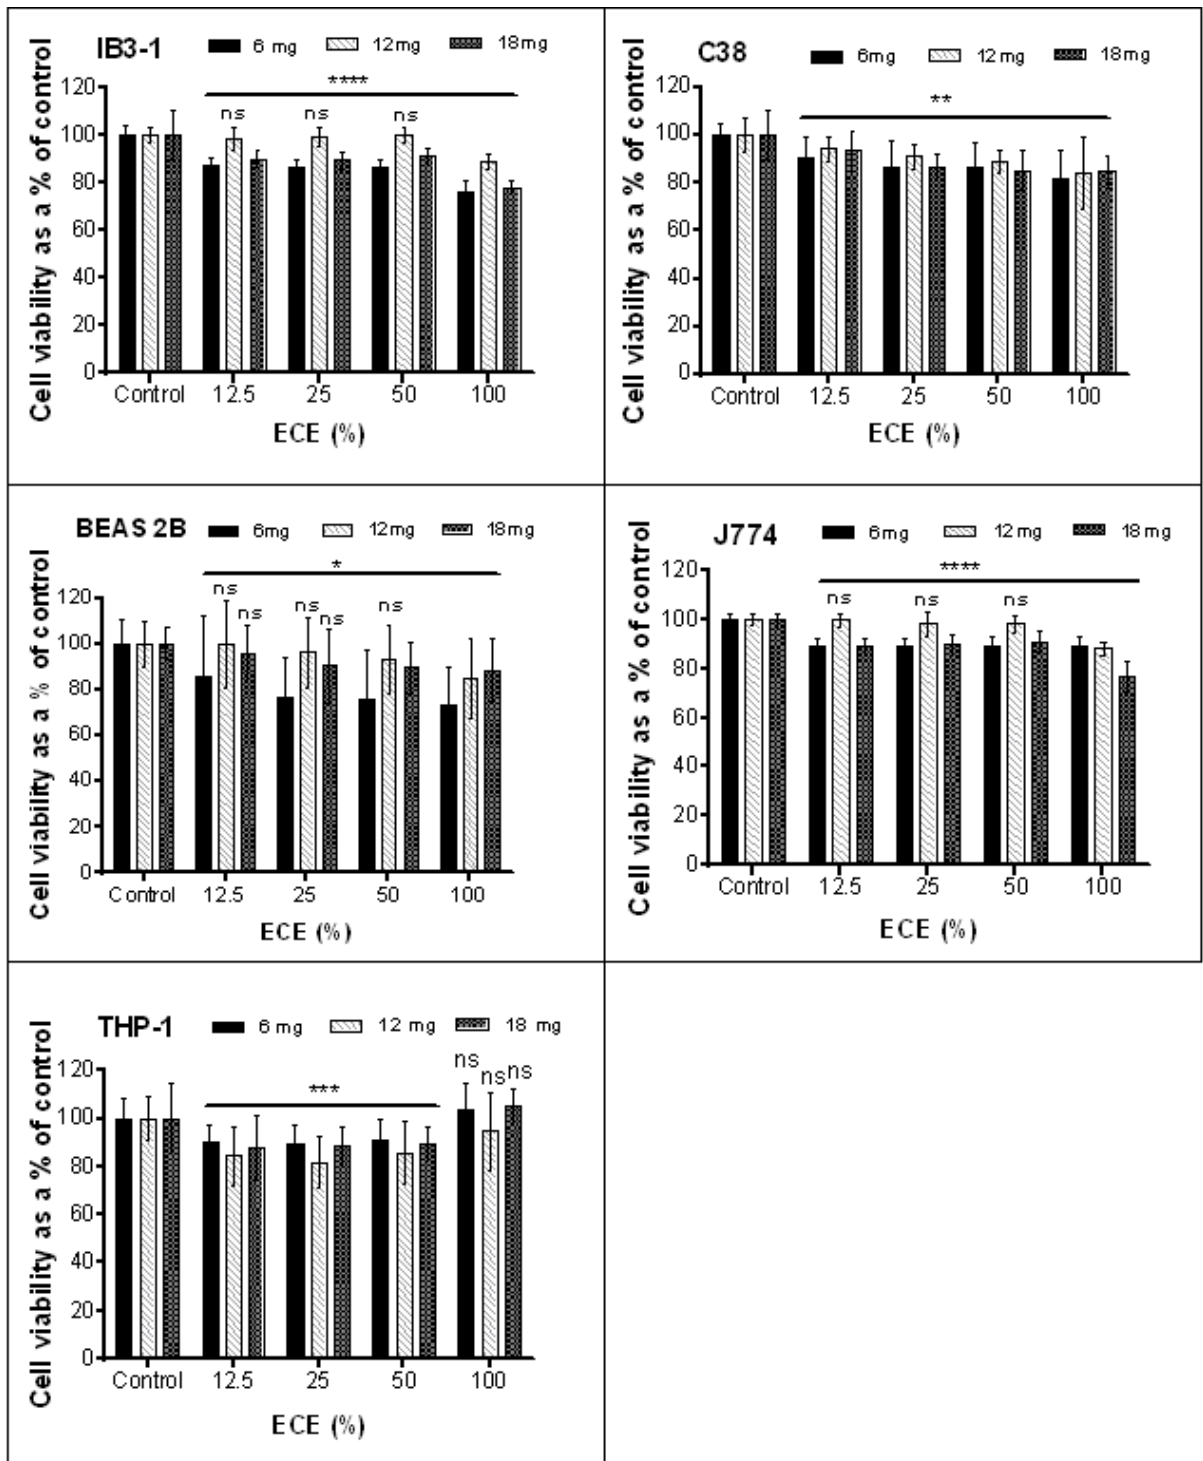 IB3-1 6 mg 12mg 18mg
****
ns ns ns
120
100
80
60
40
20
0
Cell viability as a % of control
Control 12.5 25 50 100
ECE (%)
C38 6mg 12mg 18mg
**
120
100
80
60
40
20
0
Cell viability as a % of control
Control 12.5 25 50 100
ECE (%)
BEAS 2B 6mg 12mg 18mg
*
ns ns ns ns ns
120
100
80
60
40
20
0
Cell viability as a % of control
Control 12.5 25 50 100
ECE (%)
J774 6mg 12mg 18mg
****
ns ns ns
120
100
80
60
40
20
0
Cell viability as a % of control
Control 12.5 25 50 100
ECE (%)
THP-1 6 mg 12 mg 18 mg
***
ns ns ns
120
100
80
60
40
20
0
Cell viability as a % of control
Control 12.5 25 50 100
ECE (%)